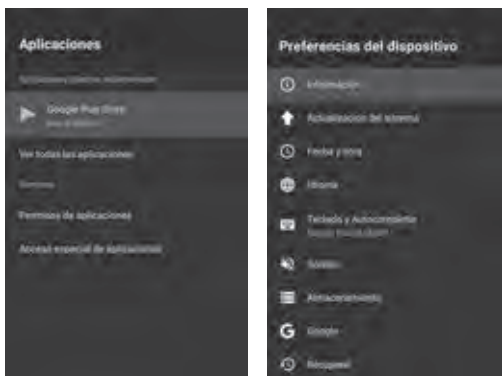 Aplicaciones
Google Play Store
Ver todas las aplicaciones
Permisos
Permisos de aplicaciones
Acceso especial de aplicaciones
Preferencias del dispositivo
Información
Actualización del sistema
Fecha y hora
Idioma
Teclado y Autocompletar
Sonido
Almacenamiento
Google